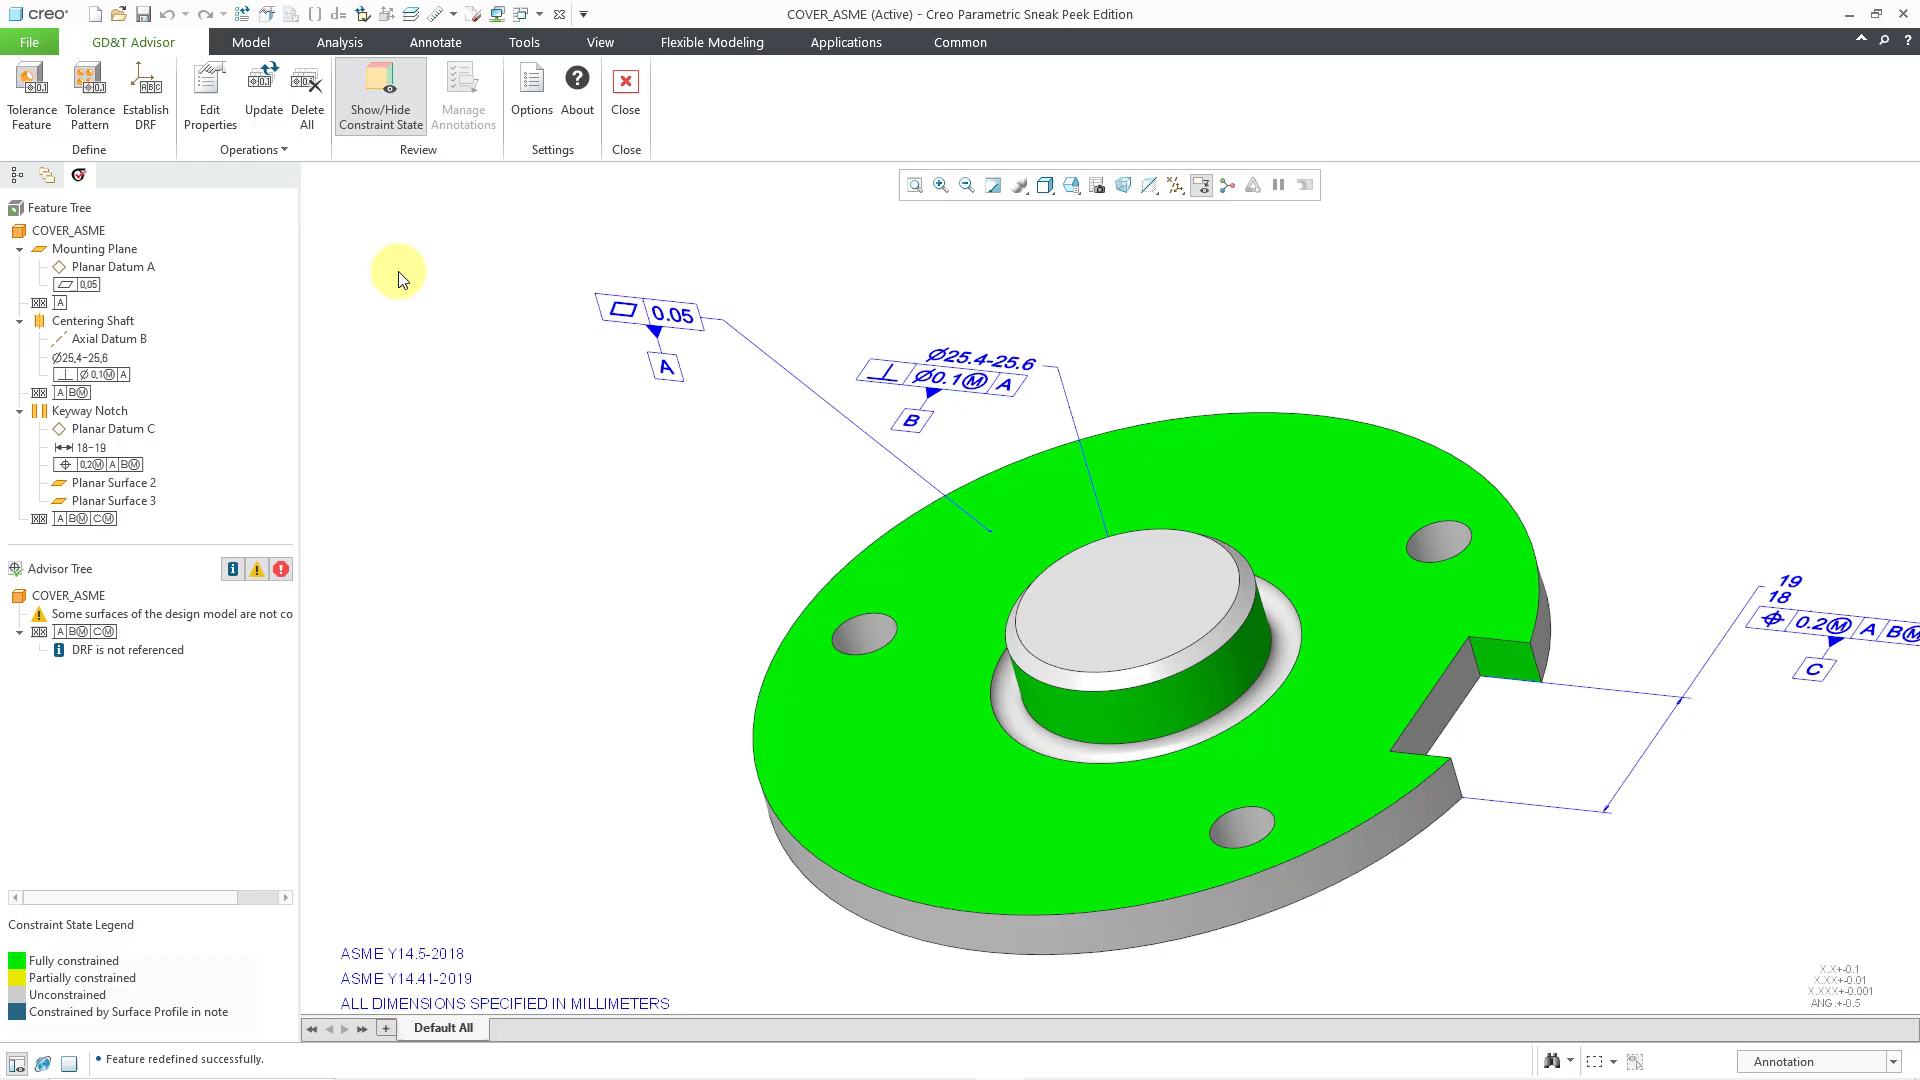 creo
COVER_ASME (Active) - Creo Parametric Sneak Peek Edition
File
GD&T Advisor
Model
Analysis
Annotate
Tools
View
Flexible Modeling
Applications
Common
Tolerance Feature
Tolerance Pattern
Establish DRF
Edit Properties
Update
Delete All
Show/Hide Constraint State
Manage Annotations
Options
About
Close
Define
Operations
Review
Settings
Close
Feature Tree
COVER_ASME
Mounting Plane
Planar Datum A
0.05
A
Centering Shaft
Axial Datum B
Ø25.4-25.6
⊥ Ø 0.1Ⓜ A
A BⓂ
Keyway Notch
Planar Datum C
18-19
⌖ 0.2Ⓜ A BⓂ
Planar Surface 2
Planar Surface 3
A BⓂ CⓂ
Advisor Tree
COVER_ASME
Some surfaces of the design model are not co
A BⓂ CⓂ
DRF is not referenced
Constraint State Legend
Fully constrained
Partially constrained
Unconstrained
Constrained by Surface Profile in note
0.05
A
Ø25.4-25.6
⊥ Ø0.1Ⓜ A
B
19
18
⌖ 0.2Ⓜ A BⓂ
C
ASME Y14.5-2018
ASME Y14.41-2019
ALL DIMENSIONS SPECIFIED IN MILLIMETERS
X.X+-0.1
X.XX+-0.01
X.XXX+-0.001
ANG.+-0.5
Default All
Feature redefined successfully.
Annotation